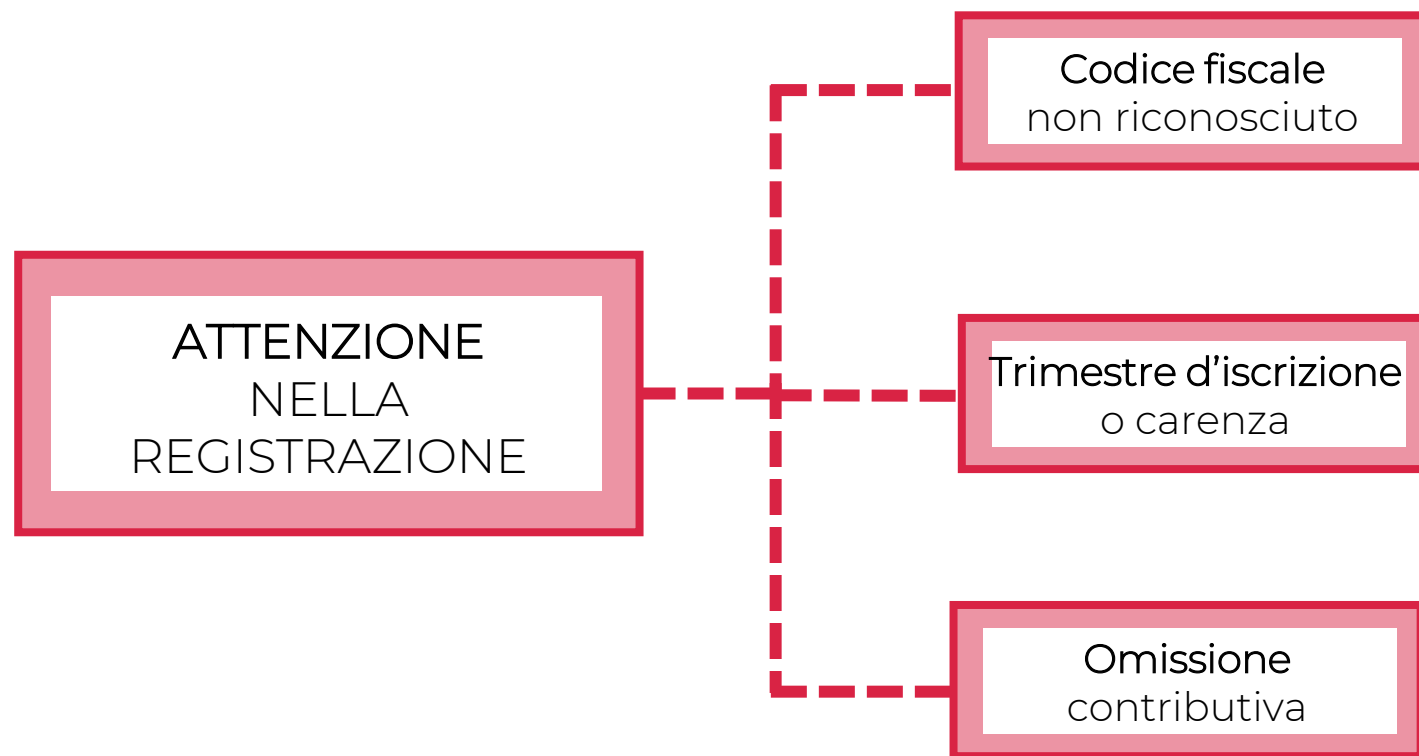 ATTENZIONE
NELLA
REGISTRAZIONE
Codice fiscale
non riconosciuto
Trimestre d’iscrizione
o carenza
Omissione
contributiva